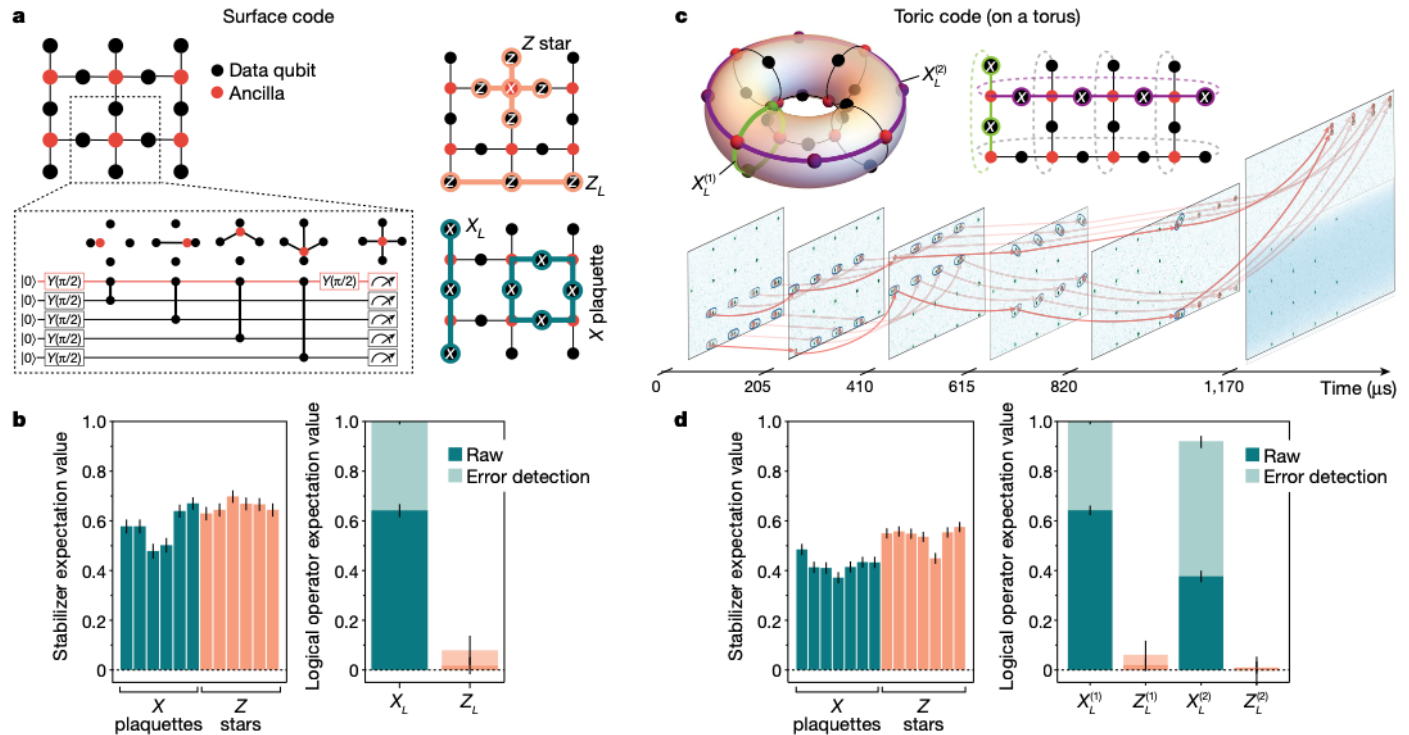 a
Surface code
Data qubit
Ancilla
Z star
Z Z
X
Z
Z Z Z
Z_L
|0⟩ Y(π/2) Y(π/2)
|0⟩ Y(π/2)
|0⟩ Y(π/2)
|0⟩ Y(π/2)
|0⟩ Y(π/2)
X_L
X X
X X X
X X
X plaquette
c
Toric code (on a torus)
X_L^(2)
X_L^(1)
X
X X X X
X
0 205 410 615 820 1,170 Time (µs)
b
Stabilizer expectation value
1.0
0.8
0.6
0.4
0.2
0
X plaquettes
Z stars
Logical operator expectation value
1.0
0.8
0.6
0.4
0.2
0
Raw
Error detection
X_L Z_L
d
Stabilizer expectation value
1.0
0.8
0.6
0.4
0.2
0
X plaquettes
Z stars
Logical operator expectation value
1.0
0.8
0.6
0.4
0.2
0
Raw
Error detection
X_L^(1) Z_L^(1) X_L^(2) Z_L^(2)